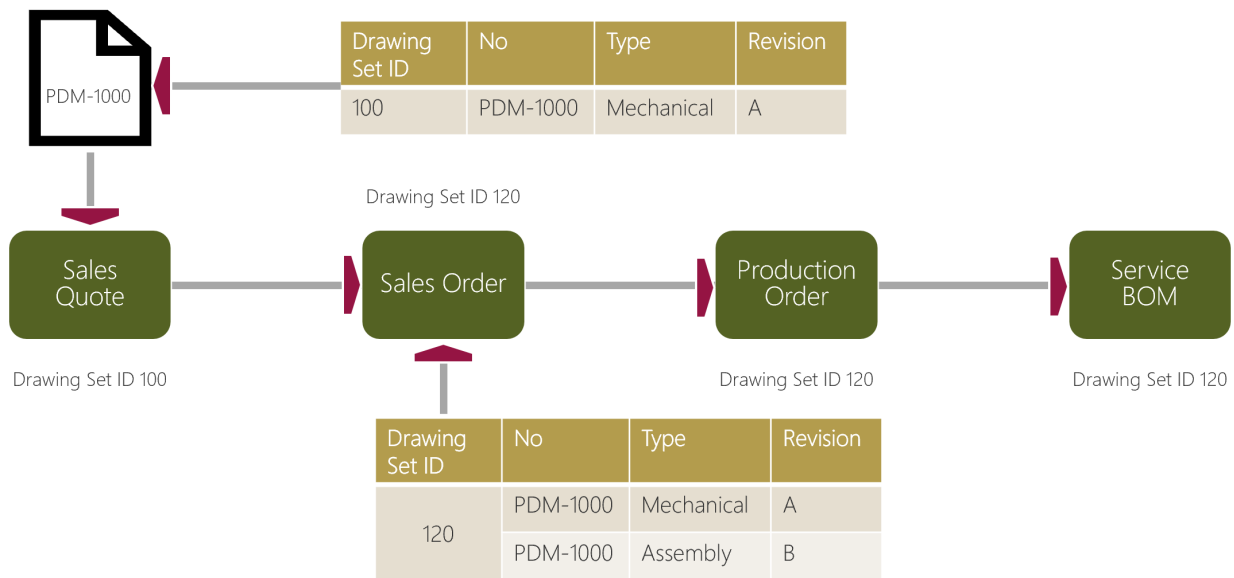 PDM-1000
Drawing Set ID No Type Revision
100 PDM-1000 Mechanical A
Drawing Set ID 120
Sales
Quote
Sales Order
Production
Order
Service
BOM
Drawing Set ID 100
Drawing Set ID 120
Drawing Set ID 120
Drawing Set ID No Type Revision
120
PDM-1000 Mechanical A
PDM-1000 Assembly B